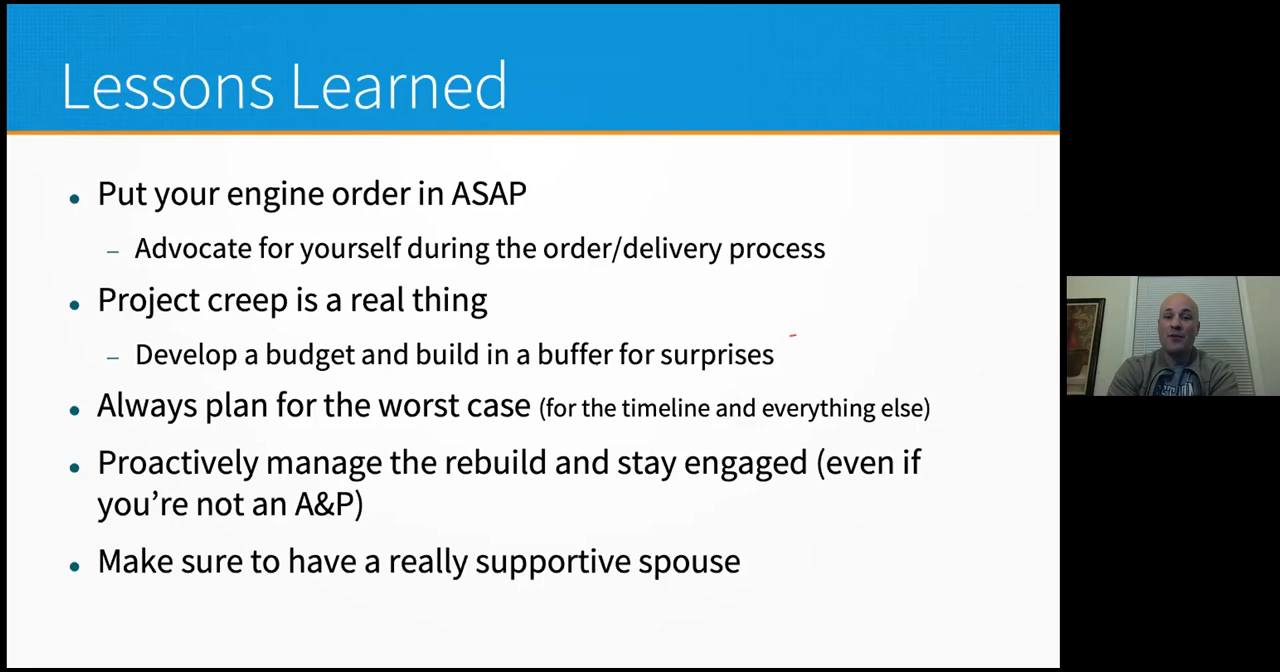 Lessons Learned
• Put your engine order in ASAP
– Advocate for yourself during the order/delivery process
• Project creep is a real thing
– Develop a budget and build in a buffer for surprises
• Always plan for the worst case (for the timeline and everything else)
• Proactively manage the rebuild and stay engaged (even if
you’re not an A&P)
• Make sure to have a really supportive spouse